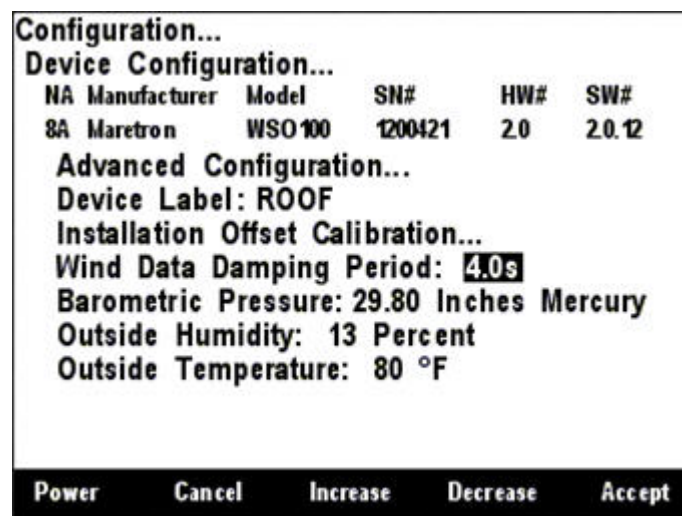 Configuration...
Device Configuration...
NA Manufacturer Model SN# HW# SW#
8A Maretron WSO100 1200421 2.0 2.0.12
Advanced Configuration...
Device Label: ROOF
Installation Offset Calibration...
Wind Data Damping Period: 4.0s
Barometric Pressure: 29.80 Inches Mercury
Outside Humidity: 13 Percent
Outside Temperature: 80 °F
Power Cancel Increase Decrease Accept